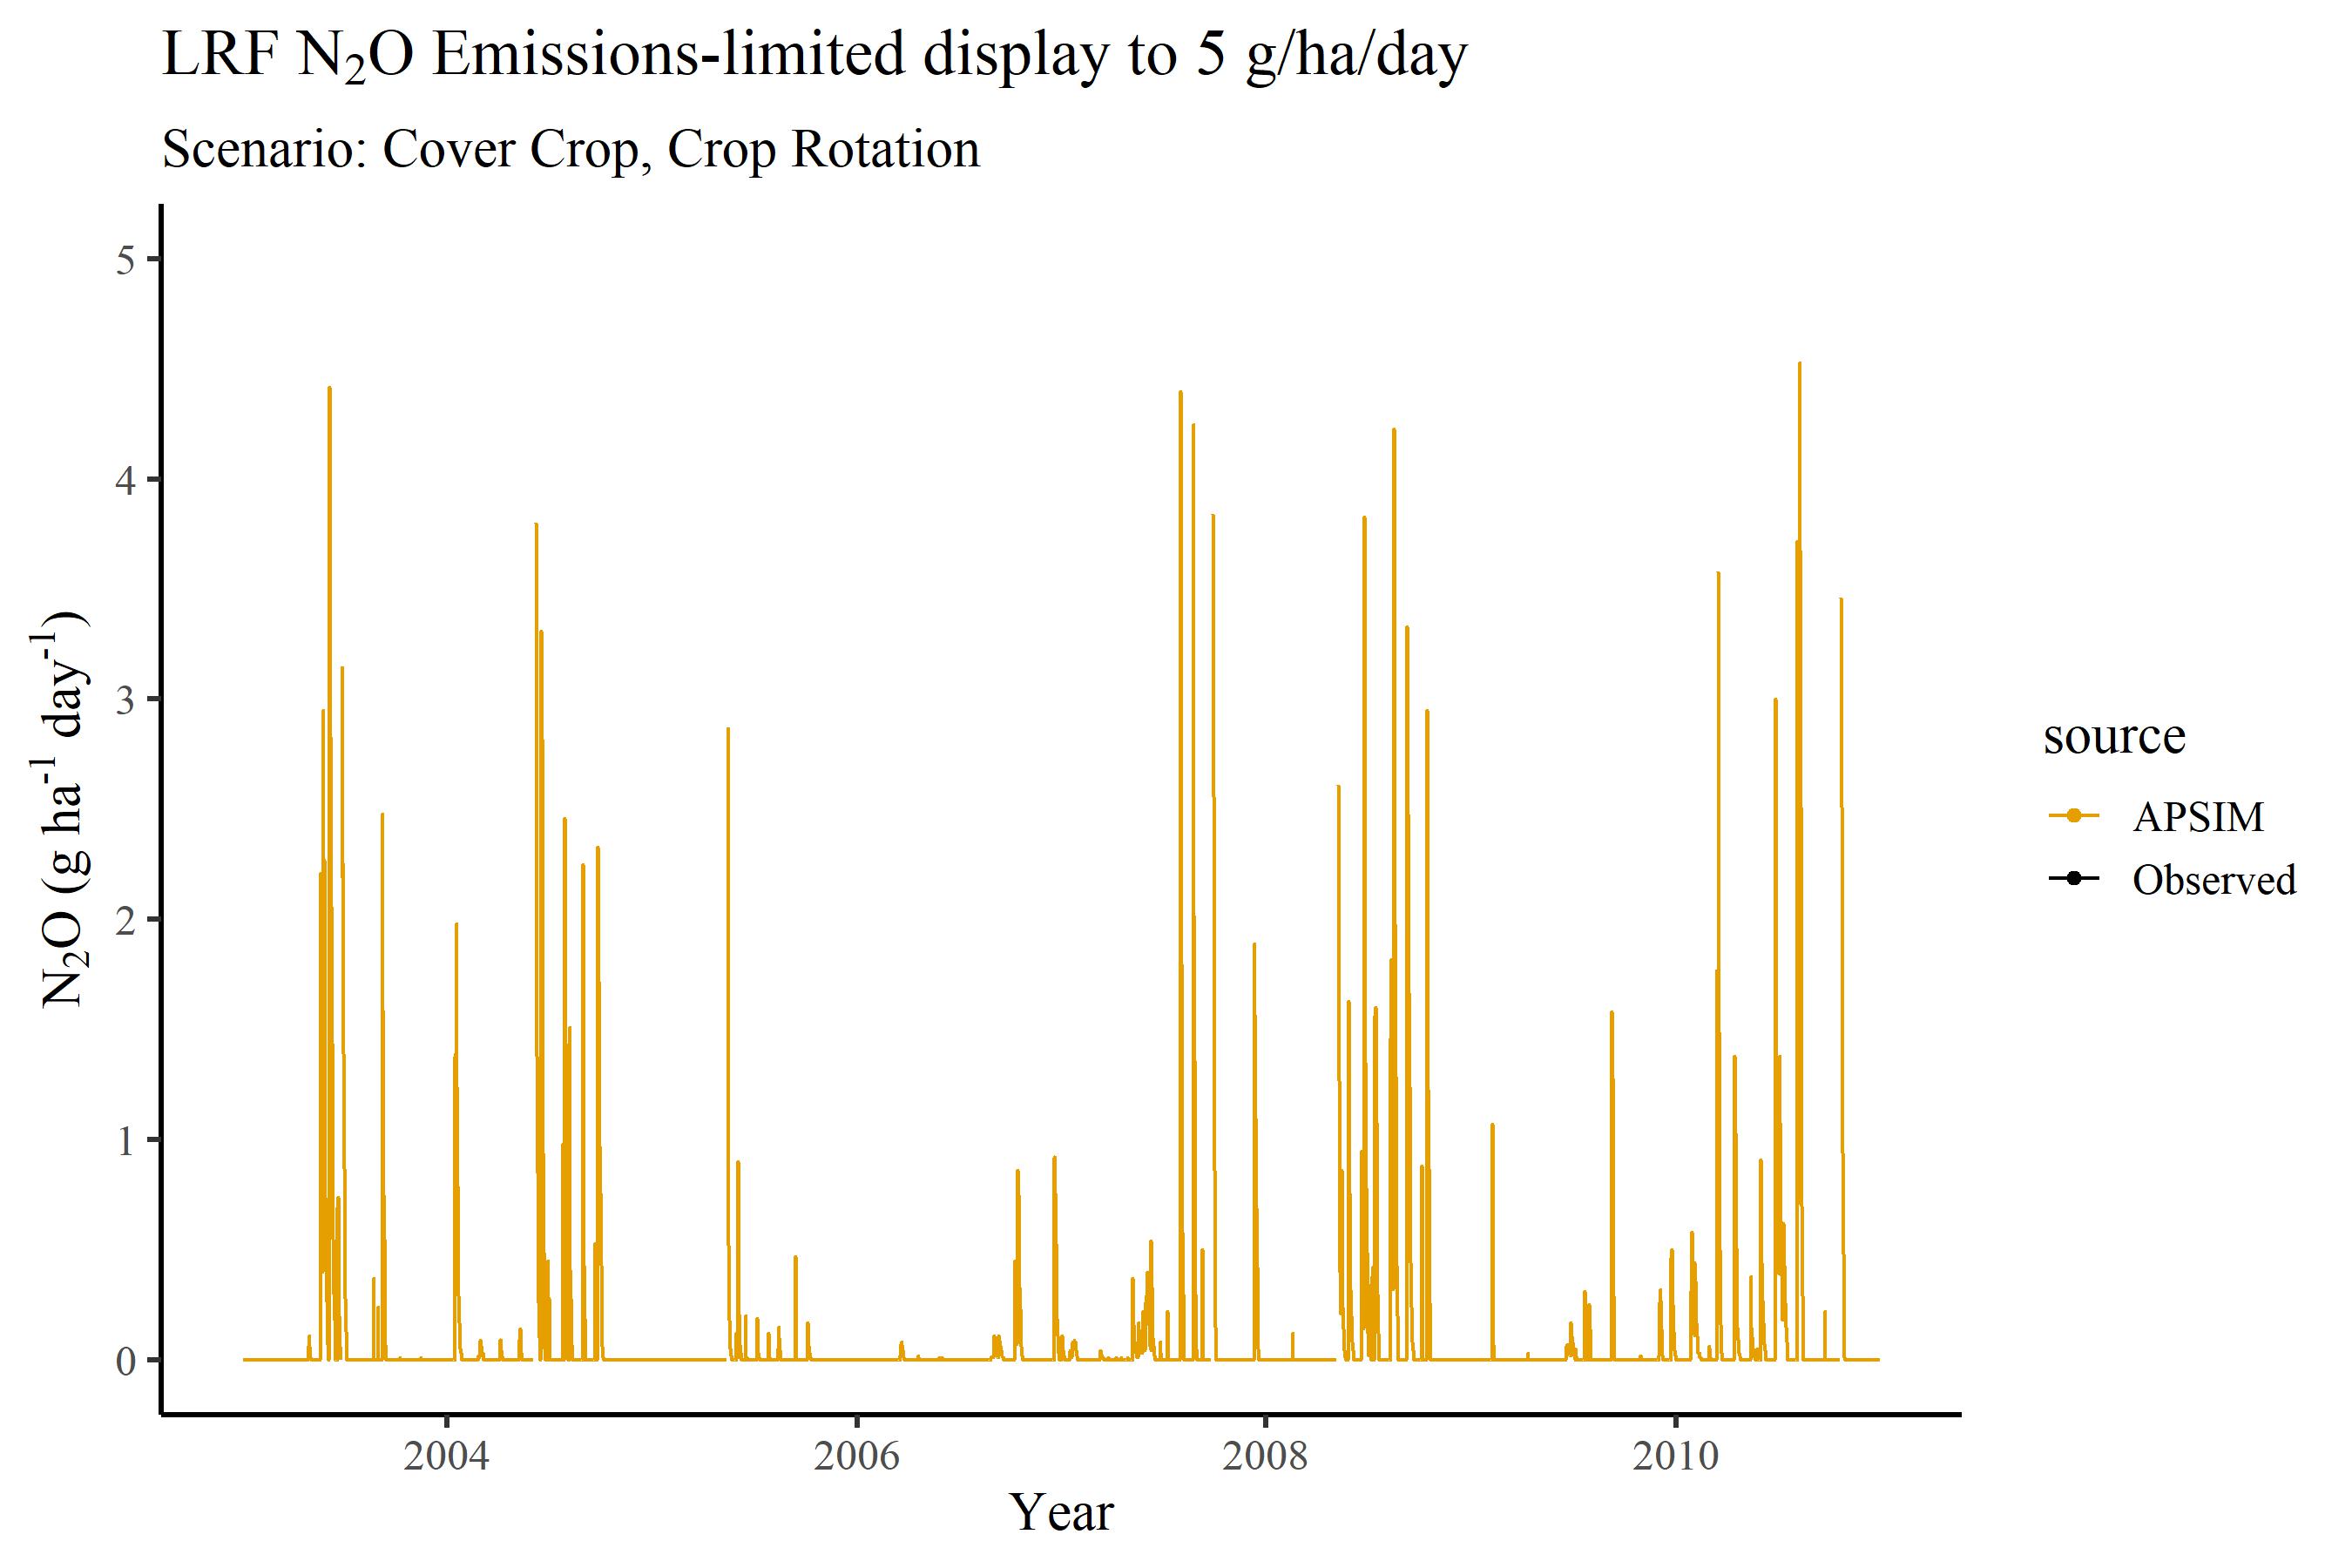 LRF N₂O Emissions-limited display to 5 g/ha/day
Scenario: Cover Crop, Crop Rotation
N₂O (g ha⁻¹ day⁻¹)
5
4
3
2
1
0
2004 2006 2008 2010
Year
source
APSIM
Observed